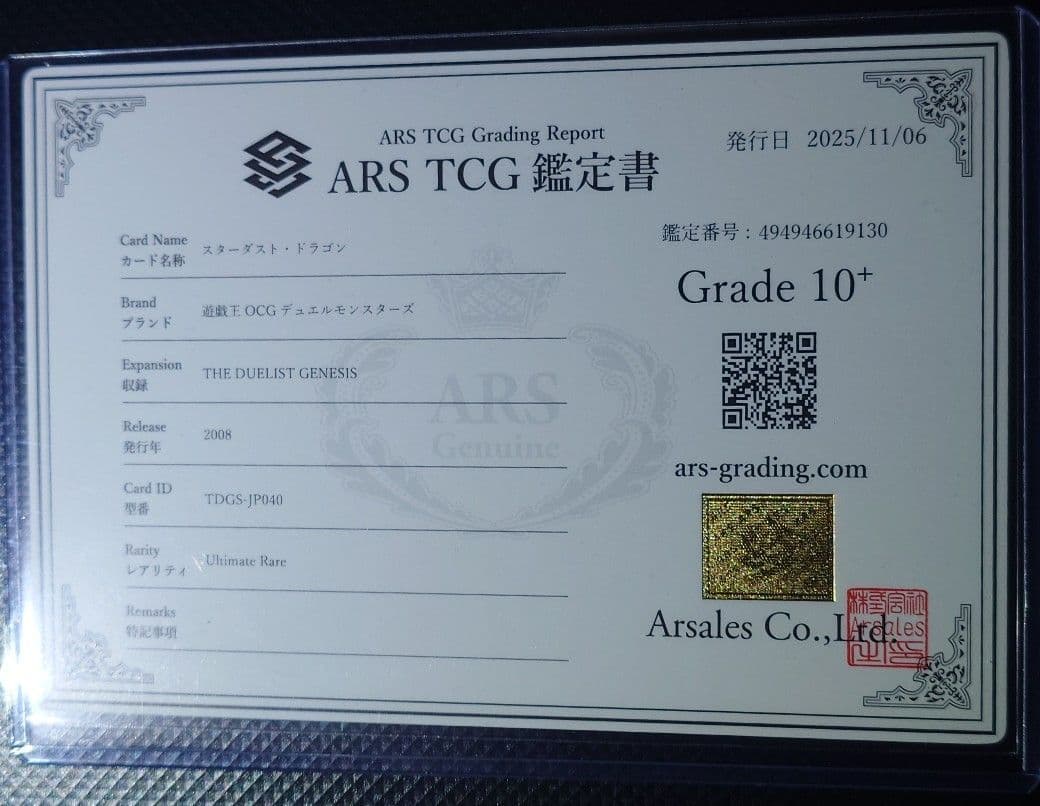 ARS TCG Grading Report
ARS TCG 鑑定書
発行日 2025/11/06
Card Name
カード名称
スターダスト・ドラゴン
Brand
ブランド
遊戯王OCG デュエルモンスターズ
Expansion
収録
THE DUELIST GENESIS
Release
発行年
2008
Card ID
型番
TDGS-JP040
Rarity
レアリティ
Ultimate Rare
Remarks
特記事項
ARS
Genuine
鑑定番号 : 494946619130
Grade 10+
ars-grading.com
Arsales Co.,Ltd.
Arsales